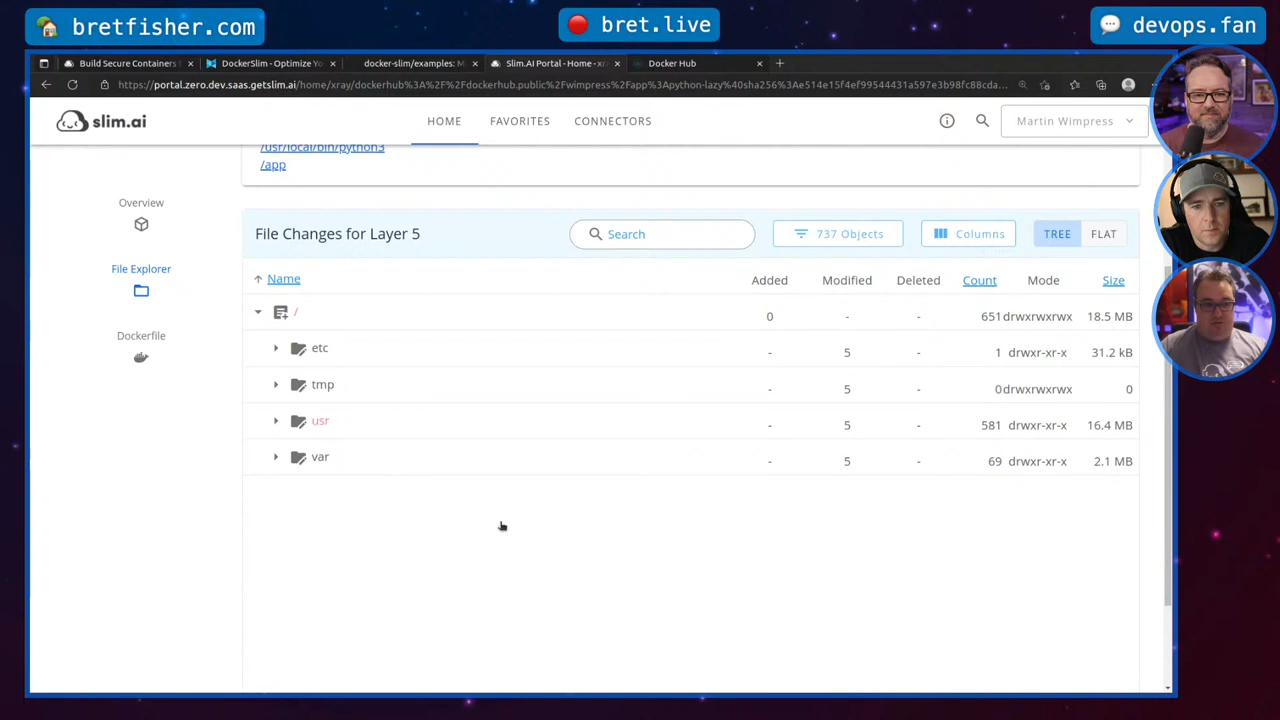 bretfisher.com
bret.live
devops.fan
Build Secure Containers
DockerSlim - Optimize Yo
docker-slim/examples: M
Slim.AI Portal - Home - xra
Docker Hub
https://portal.zero.dev.saas.getslim.ai/home/xray/dockerhub%3A%2F%2Fdockerhub.public%2Fwimpress%2Fapp%3Apython-lazy%40sha256%3Ae514e15f4ef99544431a597e3b98fc88cda...
slim.ai
HOME
FAVORITES
CONNECTORS
Martin Wimpress
/usr/local/bin/python3
/app
Overview
File Explorer
Dockerfile
File Changes for Layer 5
Search
737 Objects
Columns
TREE
FLAT
Name Added Modified Deleted Count Mode Size
/ 0 - - 651 drwxrwxrwx 18.5 MB
etc - 5 - 1 drwxr-xr-x 31.2 kB
tmp - 5 - 0 drwxrwxrwx 0
usr - 5 - 581 drwxr-xr-x 16.4 MB
var - 5 - 69 drwxr-xr-x 2.1 MB